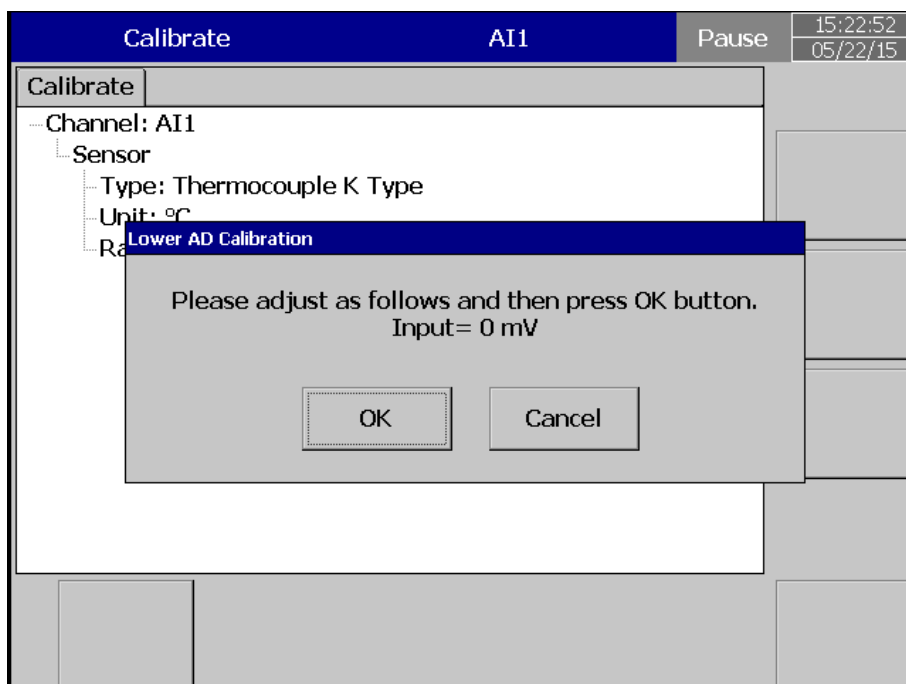 Calibrate AI1 Pause 15:22:52
05/22/15
Calibrate
Channel: AI1
Sensor
Type: Thermocouple K Type
Unit: ºC
Lower AD Calibration
Please adjust as follows and then press OK button.
Input= 0 mV
OK Cancel